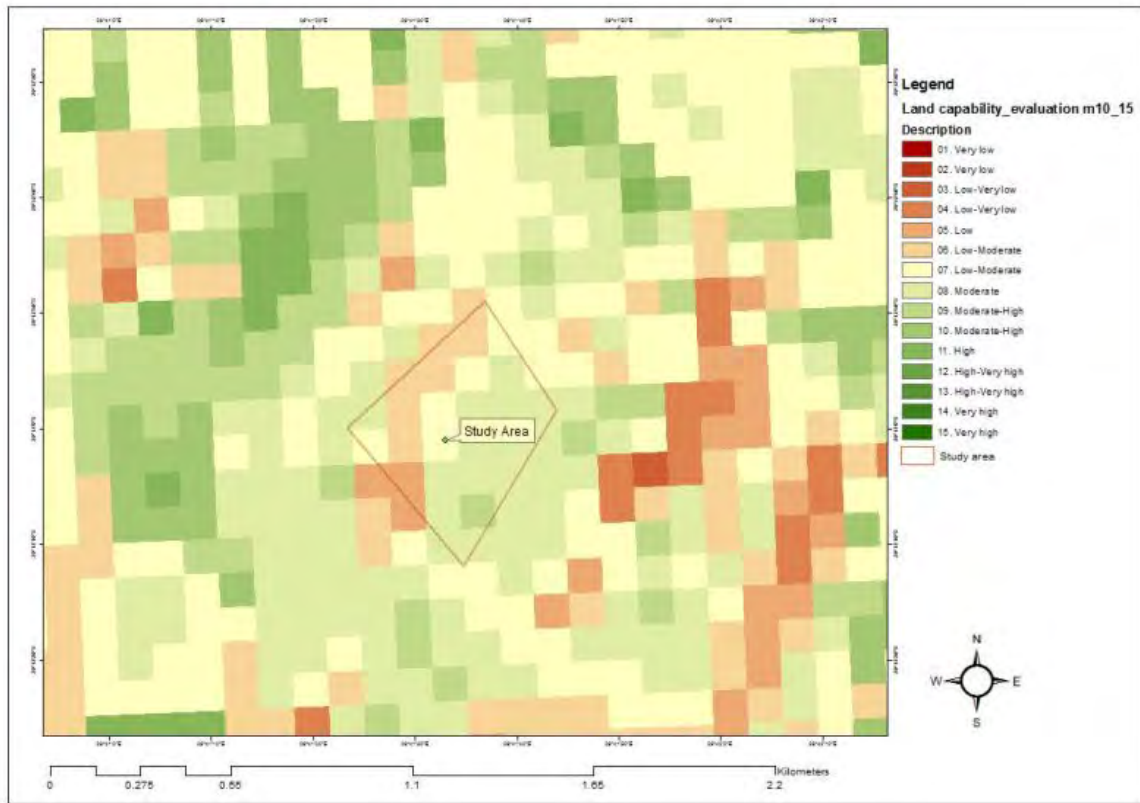 Legend
Land capability_evaluation m10_15
Description
01. Very low
02. Very low
03. Low-Very low
04. Low-Very low
05. Low
06. Low-Moderate
07. Low-Moderate
08. Moderate
09. Moderate-High
10. Moderate-High
11. High
12. High-Very high
13. High-Very high
14. Very high
15. Very high
Study area
Study Area
N
W E
S
Kilometers
0 0.275 0.55 1.1 1.65 2.2